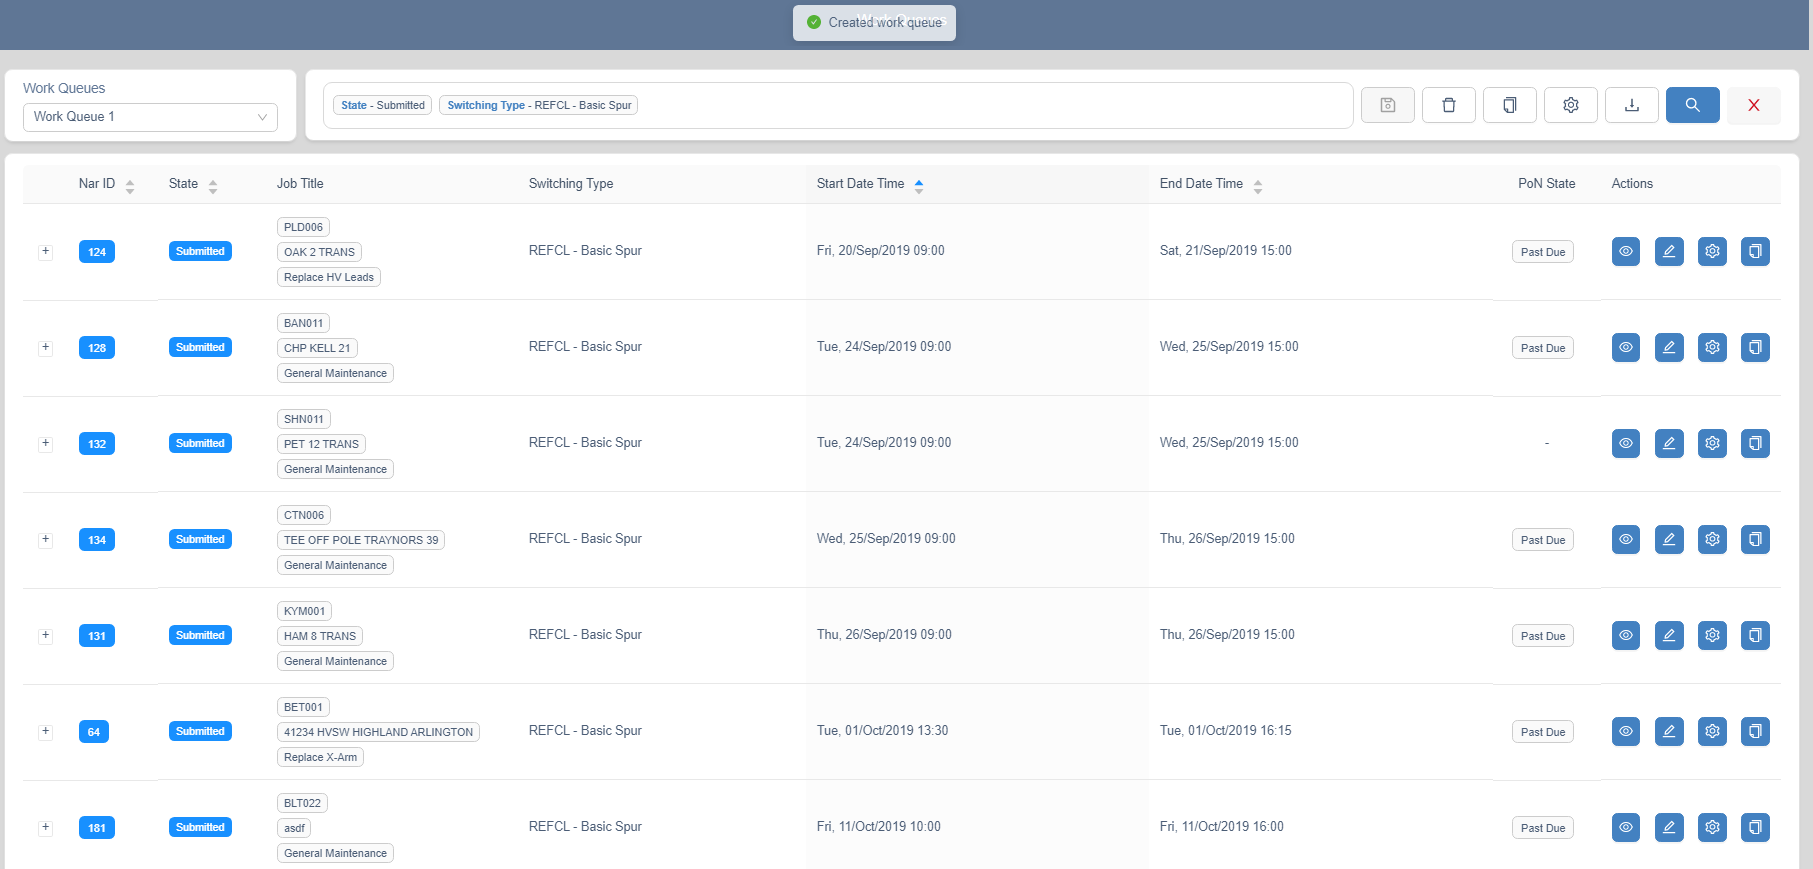 Work Queues
Created work queue
Work Queues
Work Queue 1
State - Submitted
Switching Type - REFCL - Basic Spur
Nar ID State Job Title Switching Type Start Date Time End Date Time PoN State Actions
PLD006
124 Submitted OAK 2 TRANS REFCL - Basic Spur Fri, 20/Sep/2019 09:00 Sat, 21/Sep/2019 15:00 Past Due
Replace HV Leads
BAN011
128 Submitted CHP KELL 21 REFCL - Basic Spur Tue, 24/Sep/2019 09:00 Wed, 25/Sep/2019 15:00 Past Due
General Maintenance
SHN011
132 Submitted PET 12 TRANS REFCL - Basic Spur Tue, 24/Sep/2019 09:00 Wed, 25/Sep/2019 15:00 -
General Maintenance
CTN006
134 Submitted TEE OFF POLE TRAYNORS 39 REFCL - Basic Spur Wed, 25/Sep/2019 09:00 Thu, 26/Sep/2019 15:00 Past Due
General Maintenance
KYM001
131 Submitted HAM 8 TRANS REFCL - Basic Spur Thu, 26/Sep/2019 09:00 Thu, 26/Sep/2019 15:00 Past Due
General Maintenance
BET001
64 Submitted 41234 HVSW HIGHLAND ARLINGTON REFCL - Basic Spur Tue, 01/Oct/2019 13:30 Tue, 01/Oct/2019 16:15 Past Due
Replace X-Arm
BLT022
181 Submitted asdf REFCL - Basic Spur Fri, 11/Oct/2019 10:00 Fri, 11/Oct/2019 16:00 Past Due
General Maintenance